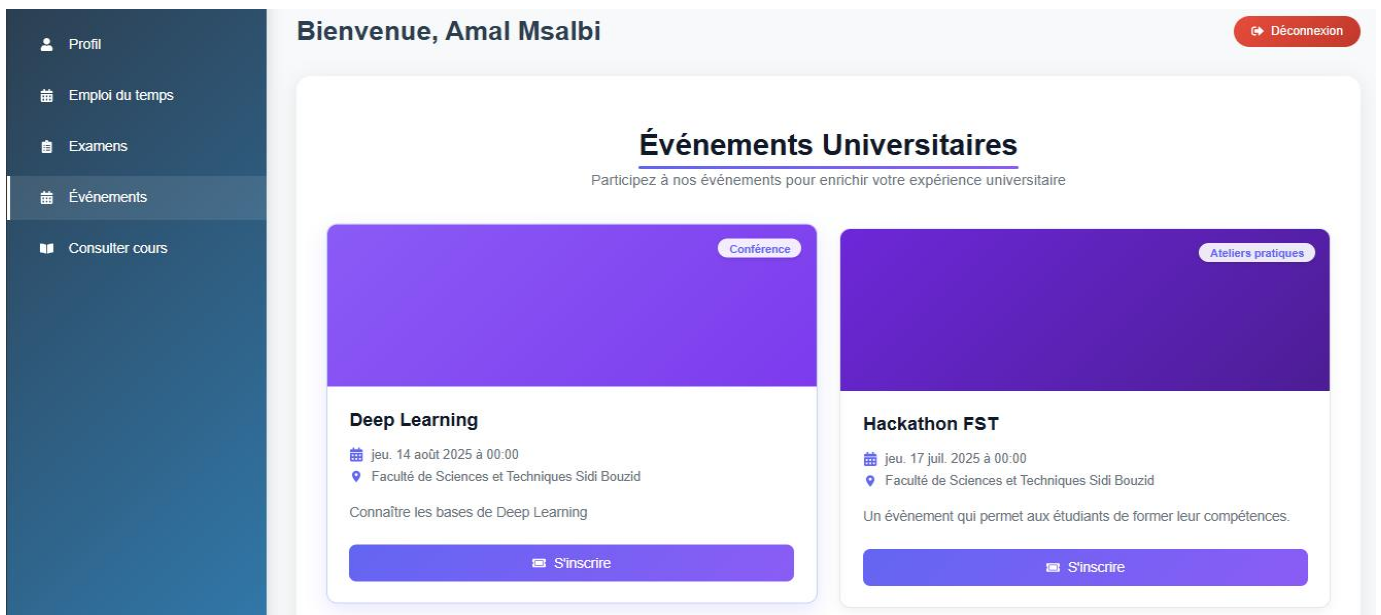 Profil
Emploi du temps
Examens
Événements
Consulter cours
Bienvenue, Amal Msalbi
Déconnexion
Événements Universitaires
Participez à nos événements pour enrichir votre expérience universitaire
Conférence
Deep Learning
jeu. 14 août 2025 à 00:00
Faculté de Sciences et Techniques Sidi Bouzid
Connaître les bases de Deep Learning
S'inscrire
Ateliers pratiques
Hackathon FST
jeu. 17 juil. 2025 à 00:00
Faculté de Sciences et Techniques Sidi Bouzid
Un évènement qui permet aux étudiants de former leur compétences.
S'inscrire